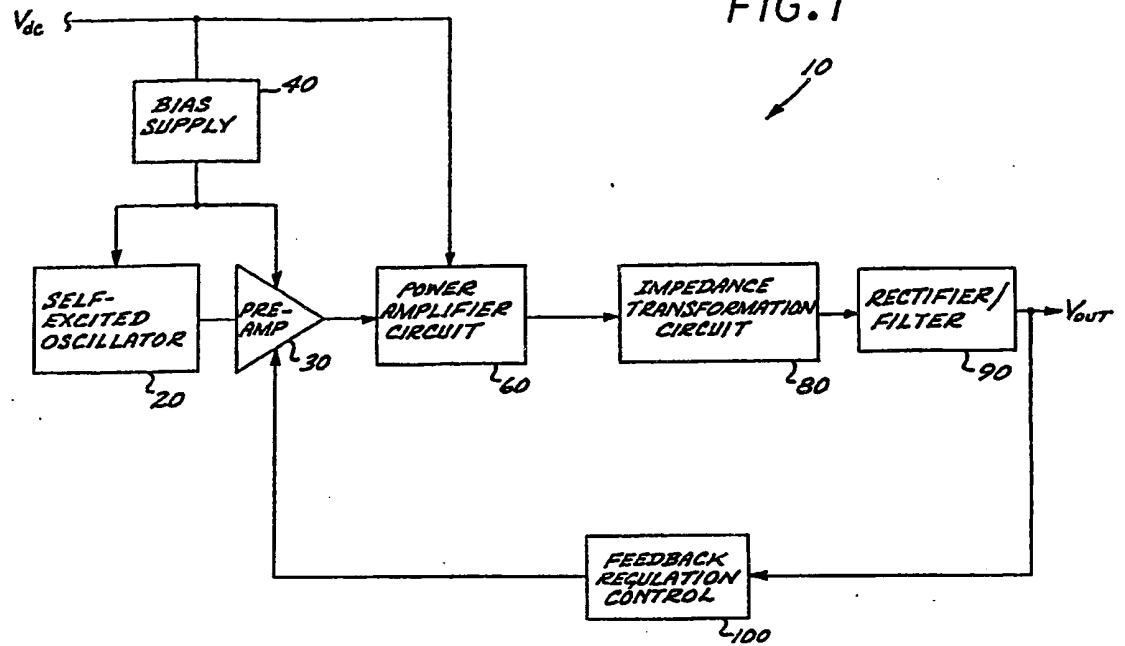 FIG.1
Vdc
10
BIAS
SUPPLY
40
SELF-
EXCITED
OSCILLATOR
20
PRE-
AMP
30
POWER
AMPLIFIER
CIRCUIT
60
IMPEDANCE
TRANSFORMATION
CIRCUIT
80
RECTIFIER/
FILTER
90
VOUT
FEEDBACK
REGULATION
CONTROL
100